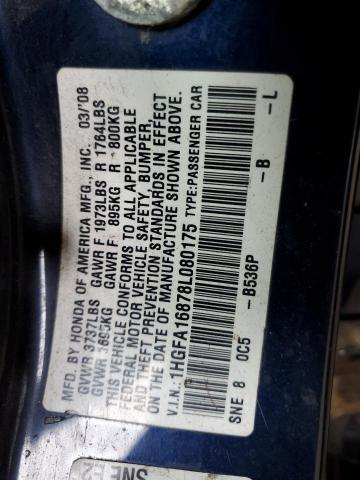 MFD. BY HONDA OF AMERICA MFG., INC. 03/'08
GVWR 3737LBS GAWR F 1973LBS R 1764LBS
GVWR 1695KG GAWR F 895KG R 800KG
THIS VEHICLE CONFORMS TO ALL APPLICABLE
FEDERAL MOTOR VEHICLE SAFETY, BUMPER,
AND THEFT PREVENTION STANDARDS IN EFFECT
ON THE DATE OF MANUFACTURE SHOWN ABOVE.
V.I.N.: 1HGFA16878L080175 TYPE:PASSENGER CAR
SNE 8 0C5 -B536P -B -L